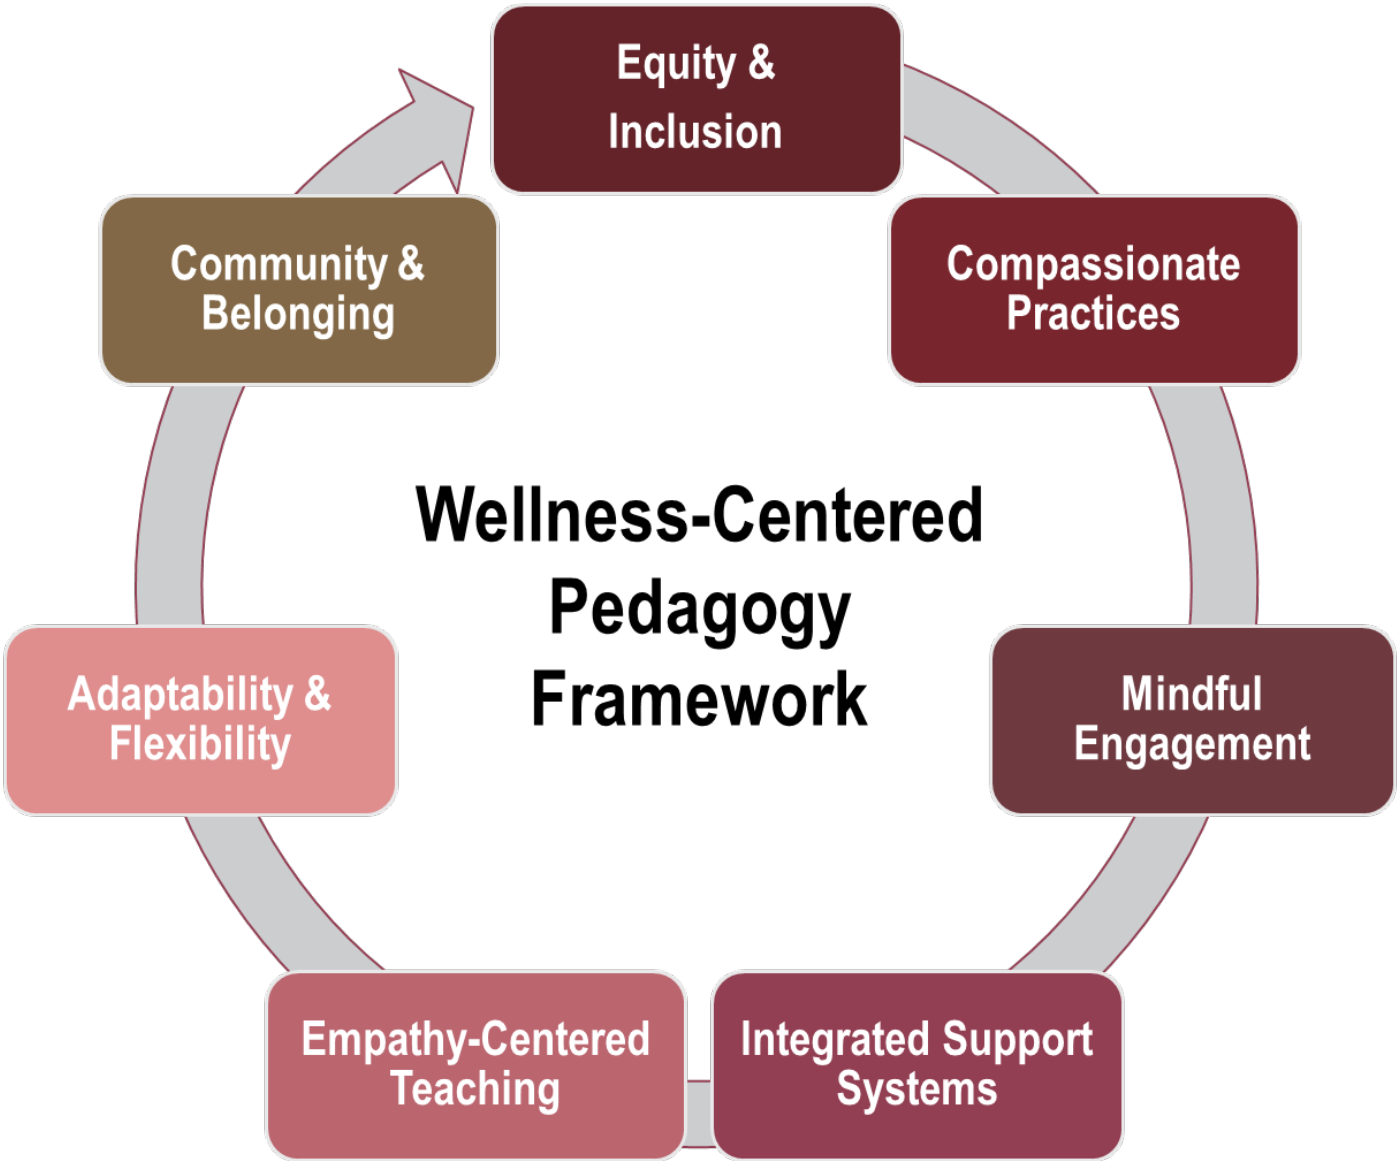 Equity &
Inclusion
Compassionate
Practices
Mindful
Engagement
Integrated Support
Systems
Empathy-Centered
Teaching
Adaptability &
Flexibility
Community &
Belonging
Wellness-Centered
Pedagogy
Framework